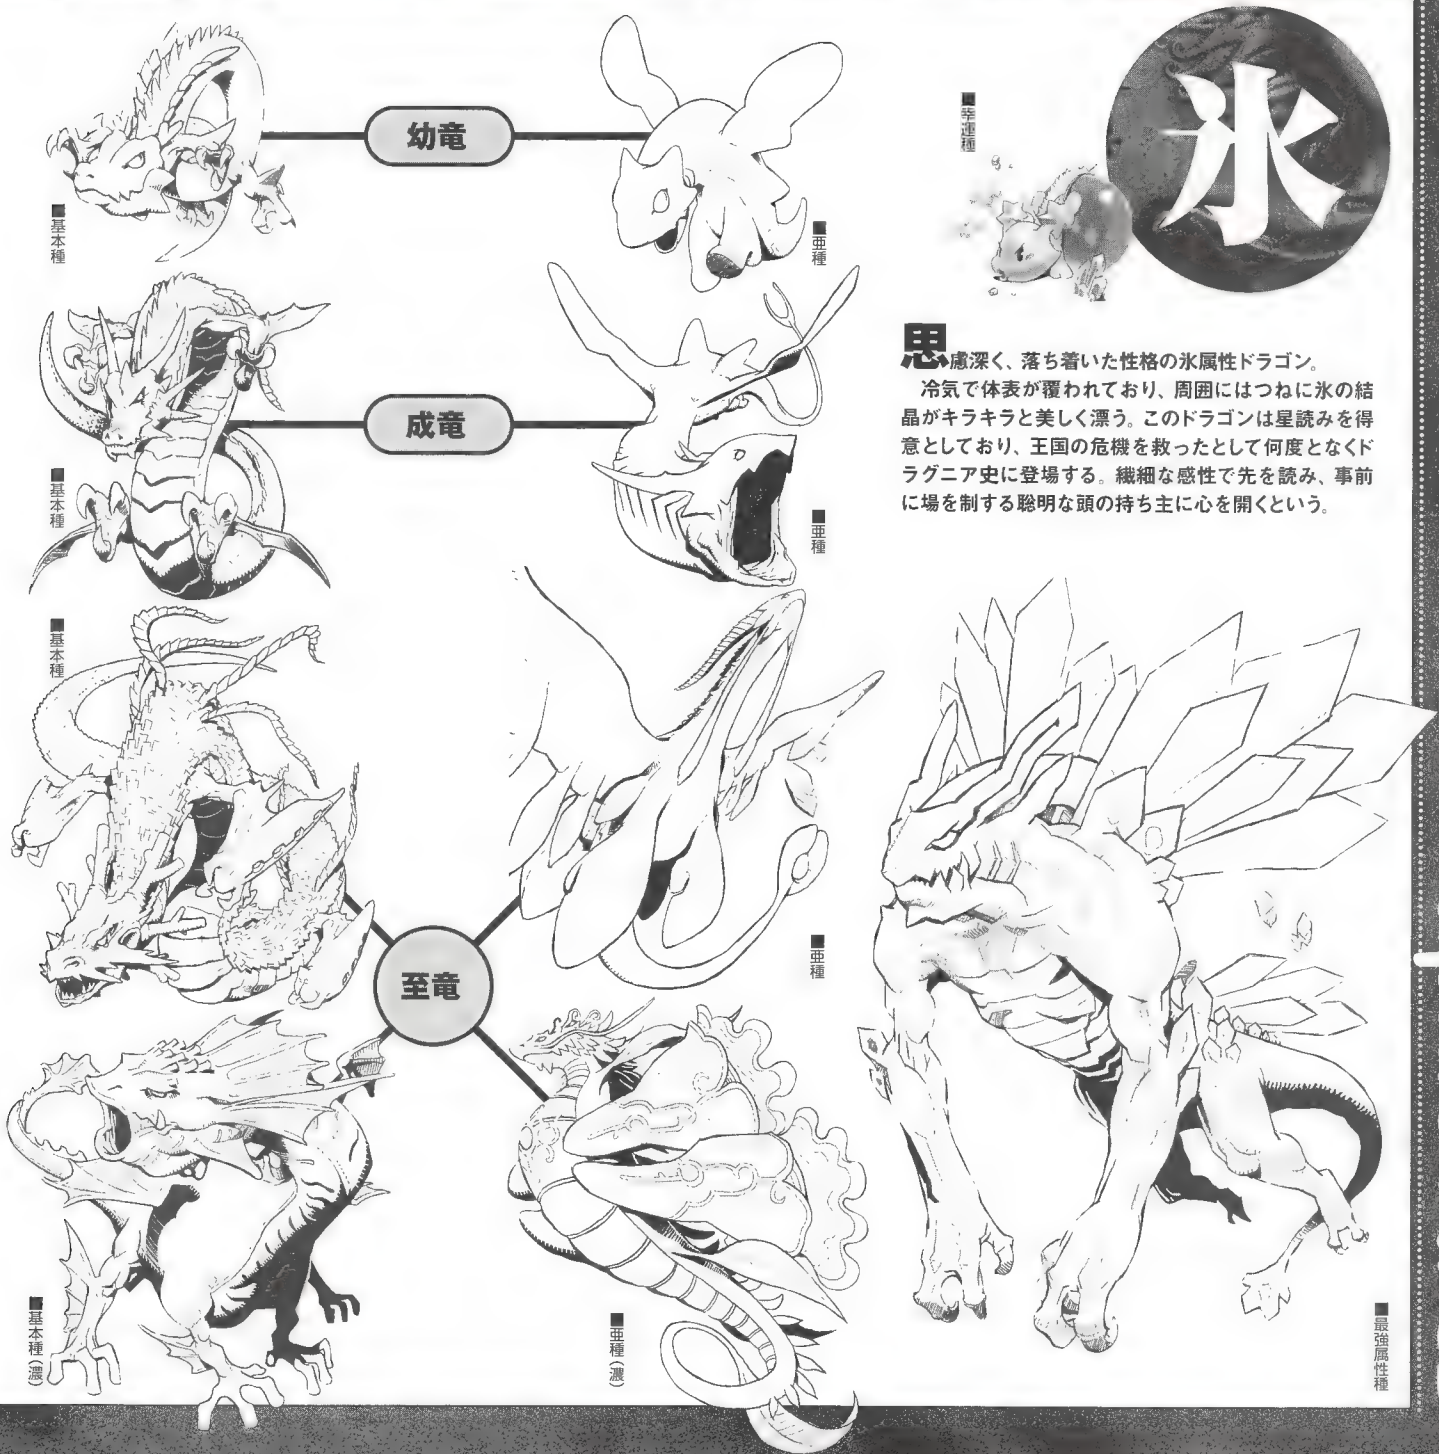 氷
■幸運種
思慮深く、落ち着いた性格の氷属性ドラゴン。
冷気で体表が覆われており、周囲にはつねに氷の結
晶がキラキラと美しく漂う。このドラゴンは星読みを得
意としており、王国の危機を救ったとして何度となくド
ラグニア史に登場する。繊細な感性で先を読み、事前
に場を制する聡明な頭の持ち主に心を開くという。
幼竜
■基本種
■亜種
成竜
■基本種
■亜種
■基本種
■亜種
至竜
■基本種（濃）
■亜種（濃）
■最強属性種